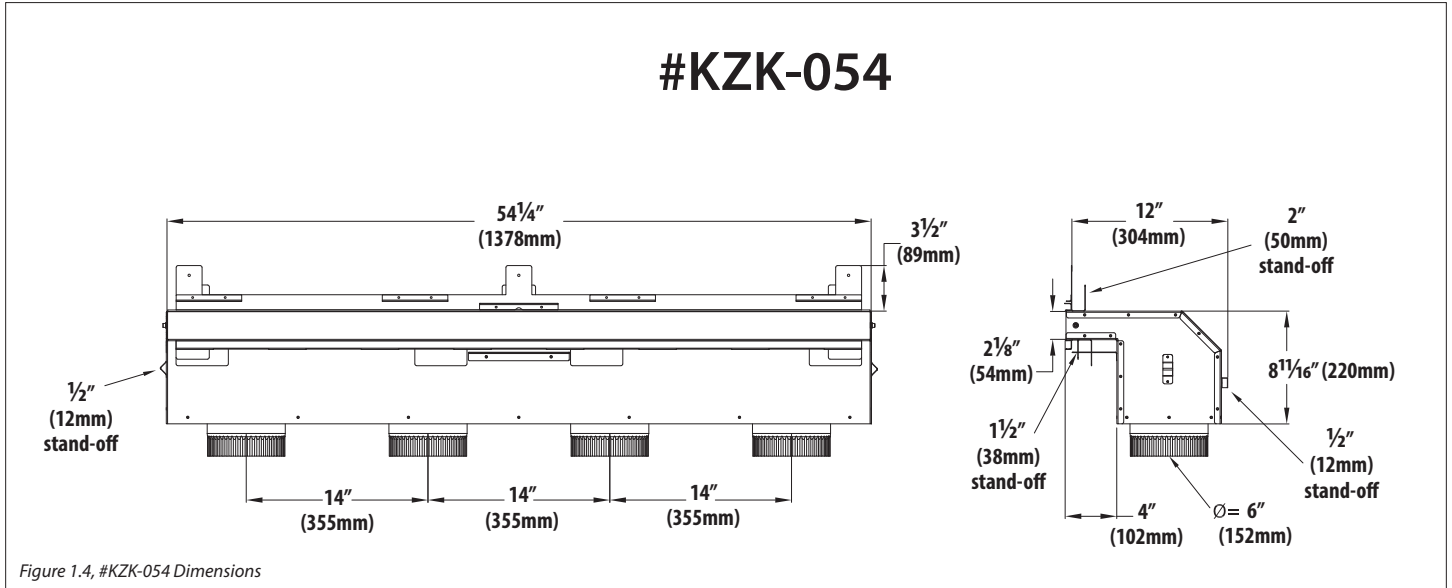 #KZK-054
54¼”
(1378mm)
3½”
(89mm)
½”
(12mm)
stand-off
14”
(355mm)
14”
(355mm)
14”
(355mm)
12”
(304mm)
2”
(50mm)
stand-off
2⅛”
(54mm)
8¹¹⁄₁₆” (220mm)
1½”
(38mm)
stand-off
½”
(12mm)
stand-off
4”
(102mm)
Ø= 6”
(152mm)
Figure 1.4, #KZK-054 Dimensions